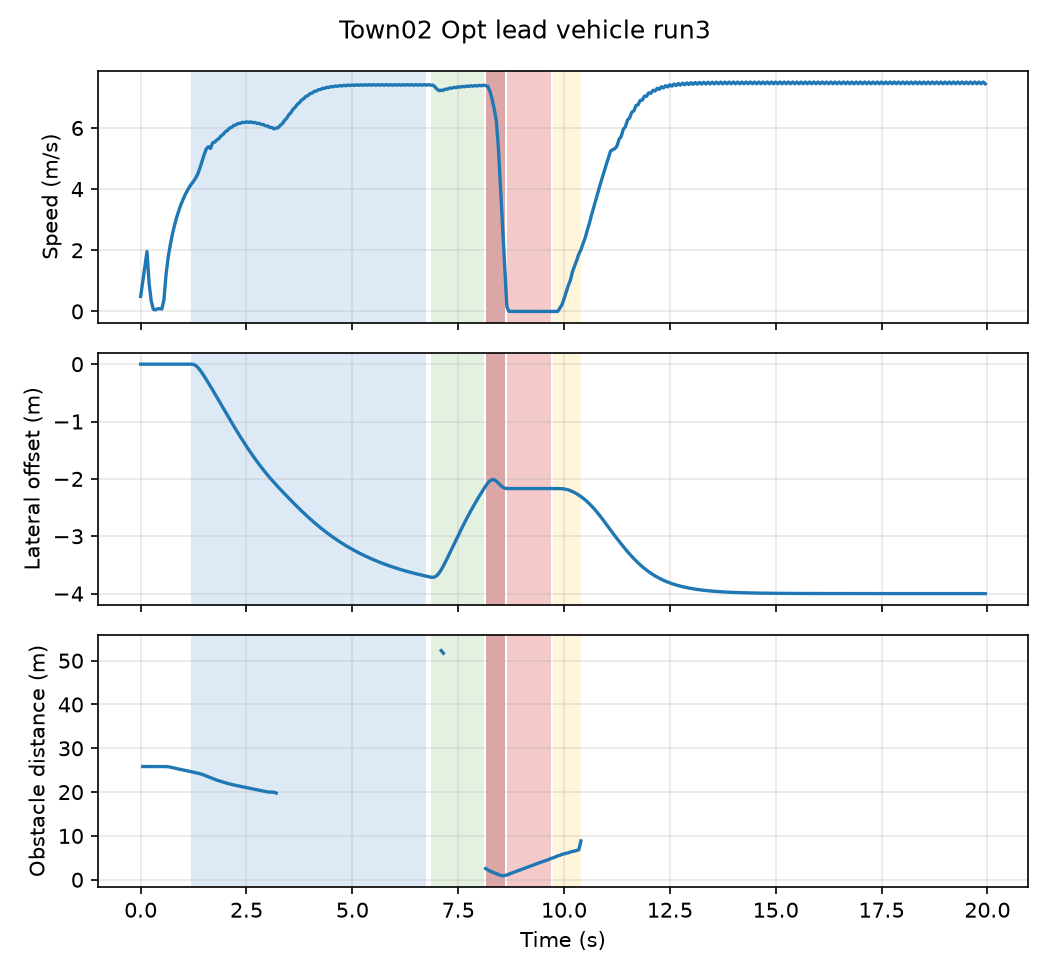 Town02 Opt lead vehicle run3
Speed (m/s)
6
4
2
0
Lateral offset (m)
0
−1
−2
−3
−4
Obstacle distance (m)
50
40
30
20
10
0
0.0 2.5 5.0 7.5 10.0 12.5 15.0 17.5 20.0
Time (s)